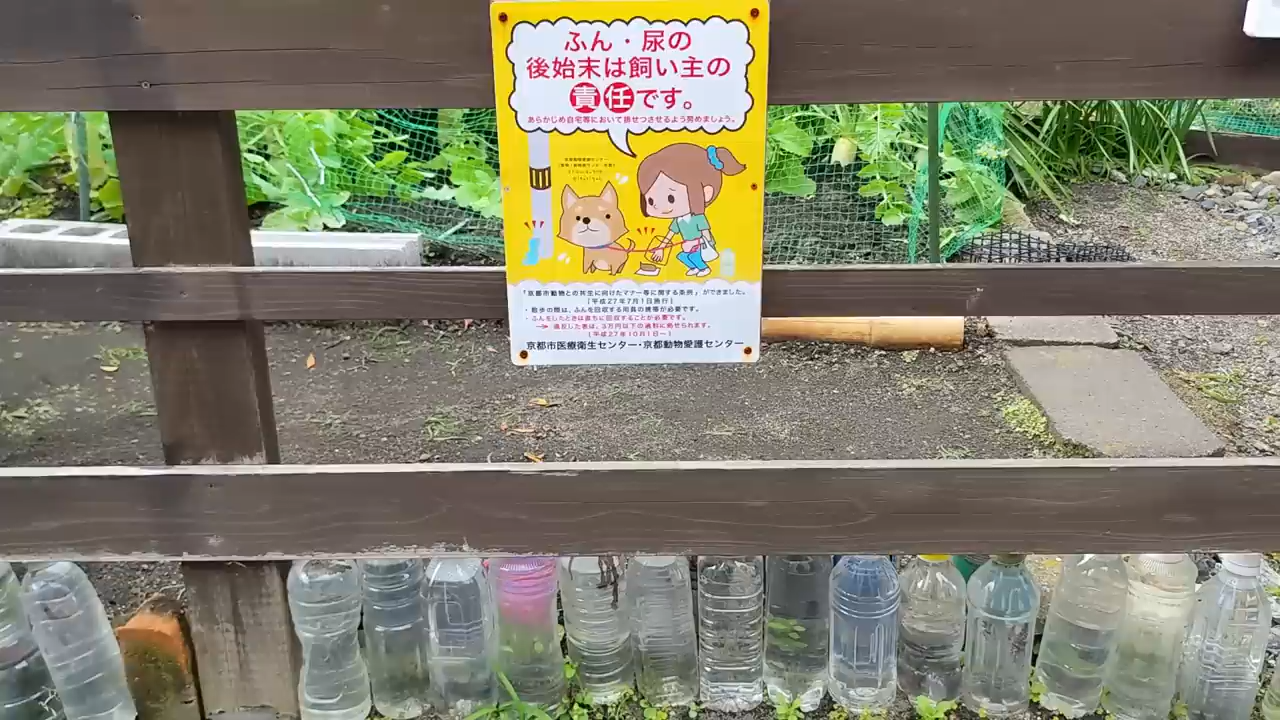 ふん・尿の
後始末は飼い主の
責任です。
あらかじめ自宅等において排せつさせるよう努めましょう。
「京都市動物との共生に向けたマナー等に関する条例」ができました。
(平成27年7月1日施行)
・散歩の際は、ふんを回収する用具の携帯が必要です。
・ふんをしたときは直ちに回収することが必要です。
違反した者は、3万円以下の過料に処せられます。
(平成27年10月1日～)
京都市医療衛生センター・京都動物愛護センター